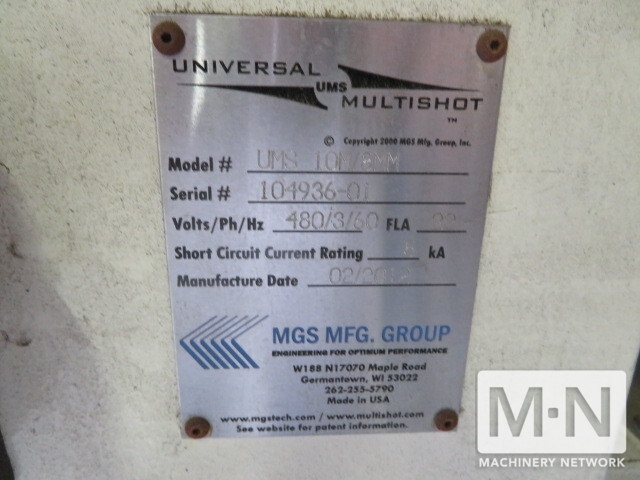 UNIVERSAL
UMS
MULTISHOT
™
© Copyright 2000 MGS Mfg. Group, Inc.
Model # UMS
Serial # 104936-01
Volts/Ph/Hz 480/3/60 FLA
Short Circuit Current Rating kA
Manufacture Date
MGS MFG. GROUP
ENGINEERING FOR OPTIMUM PERFORMANCE
W188 N17070 Maple Road
Germantown, WI 53022
262-255-5790
Made in USA
www.mgstech.com / www.multishot.com
See website for patent information.
M·N
MACHINERY NETWORK